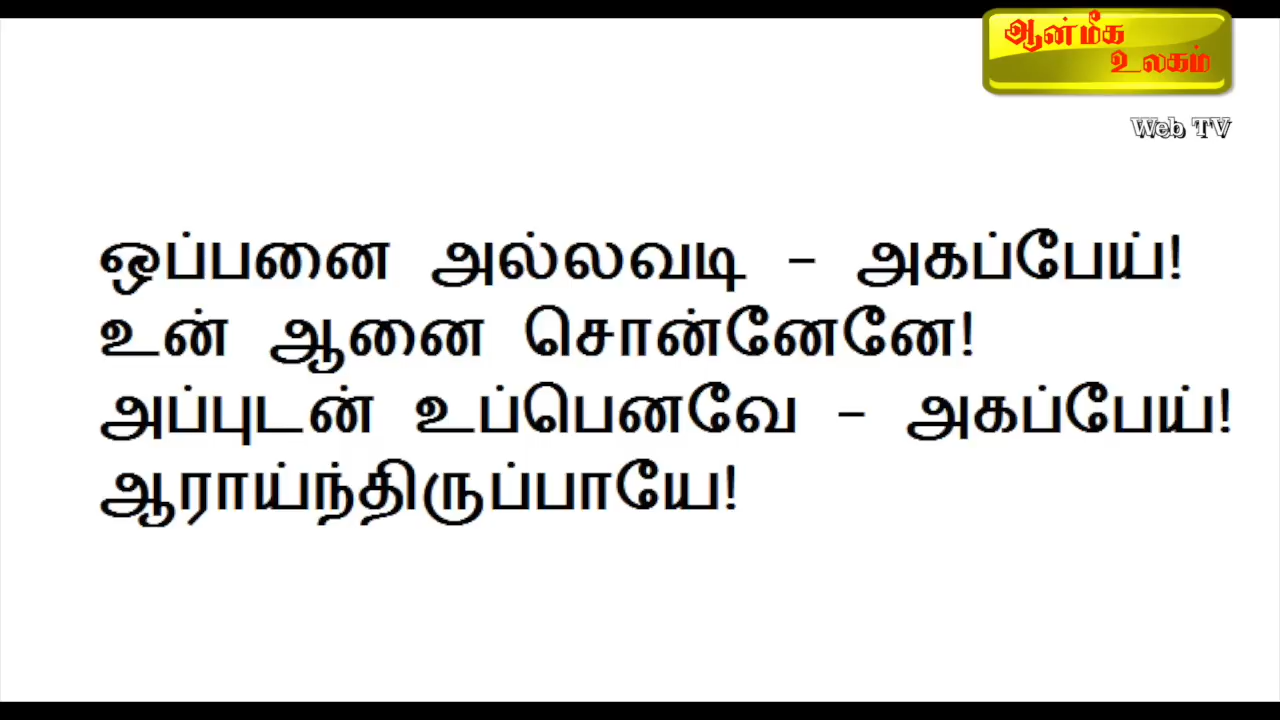 ஆன்மீக
உலகம்
Web TV
ஒப்பனை அல்லவடி - அகப்பேய்!
உன் ஆனை சொன்னேனே!
அப்புடன் உப்பெனவே - அகப்பேய்!
ஆராய்ந்திருப்பாயே!